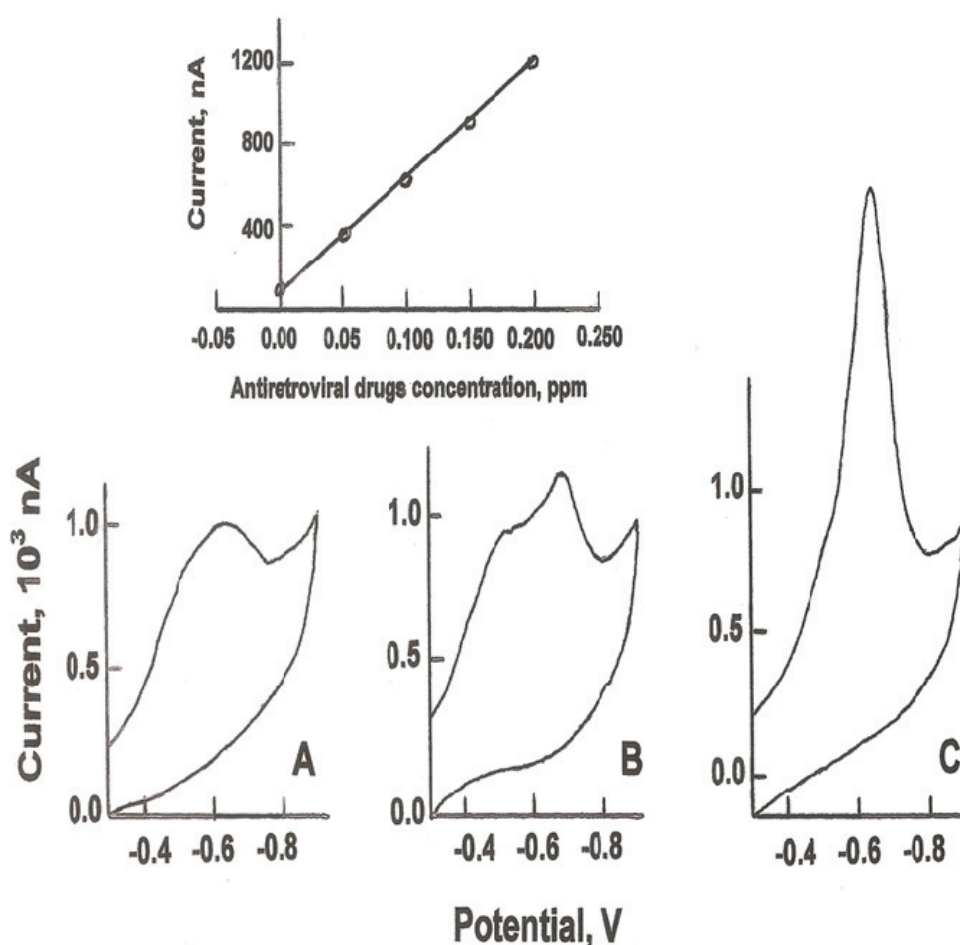 Current, nA
1200
800
400
-0.05 0.00 0.05 0.100 0.150 0.200 0.250
Antiretroviral drugs concentration, ppm
Current, 10³ nA
1.0
0.5
0.0
-0.4 -0.6 -0.8
A
1.0
0.5
0.0
-0.4 -0.6 -0.8
B
1.0
0.5
0.0
-0.4 -0.6 -0.8
C
Potential, V